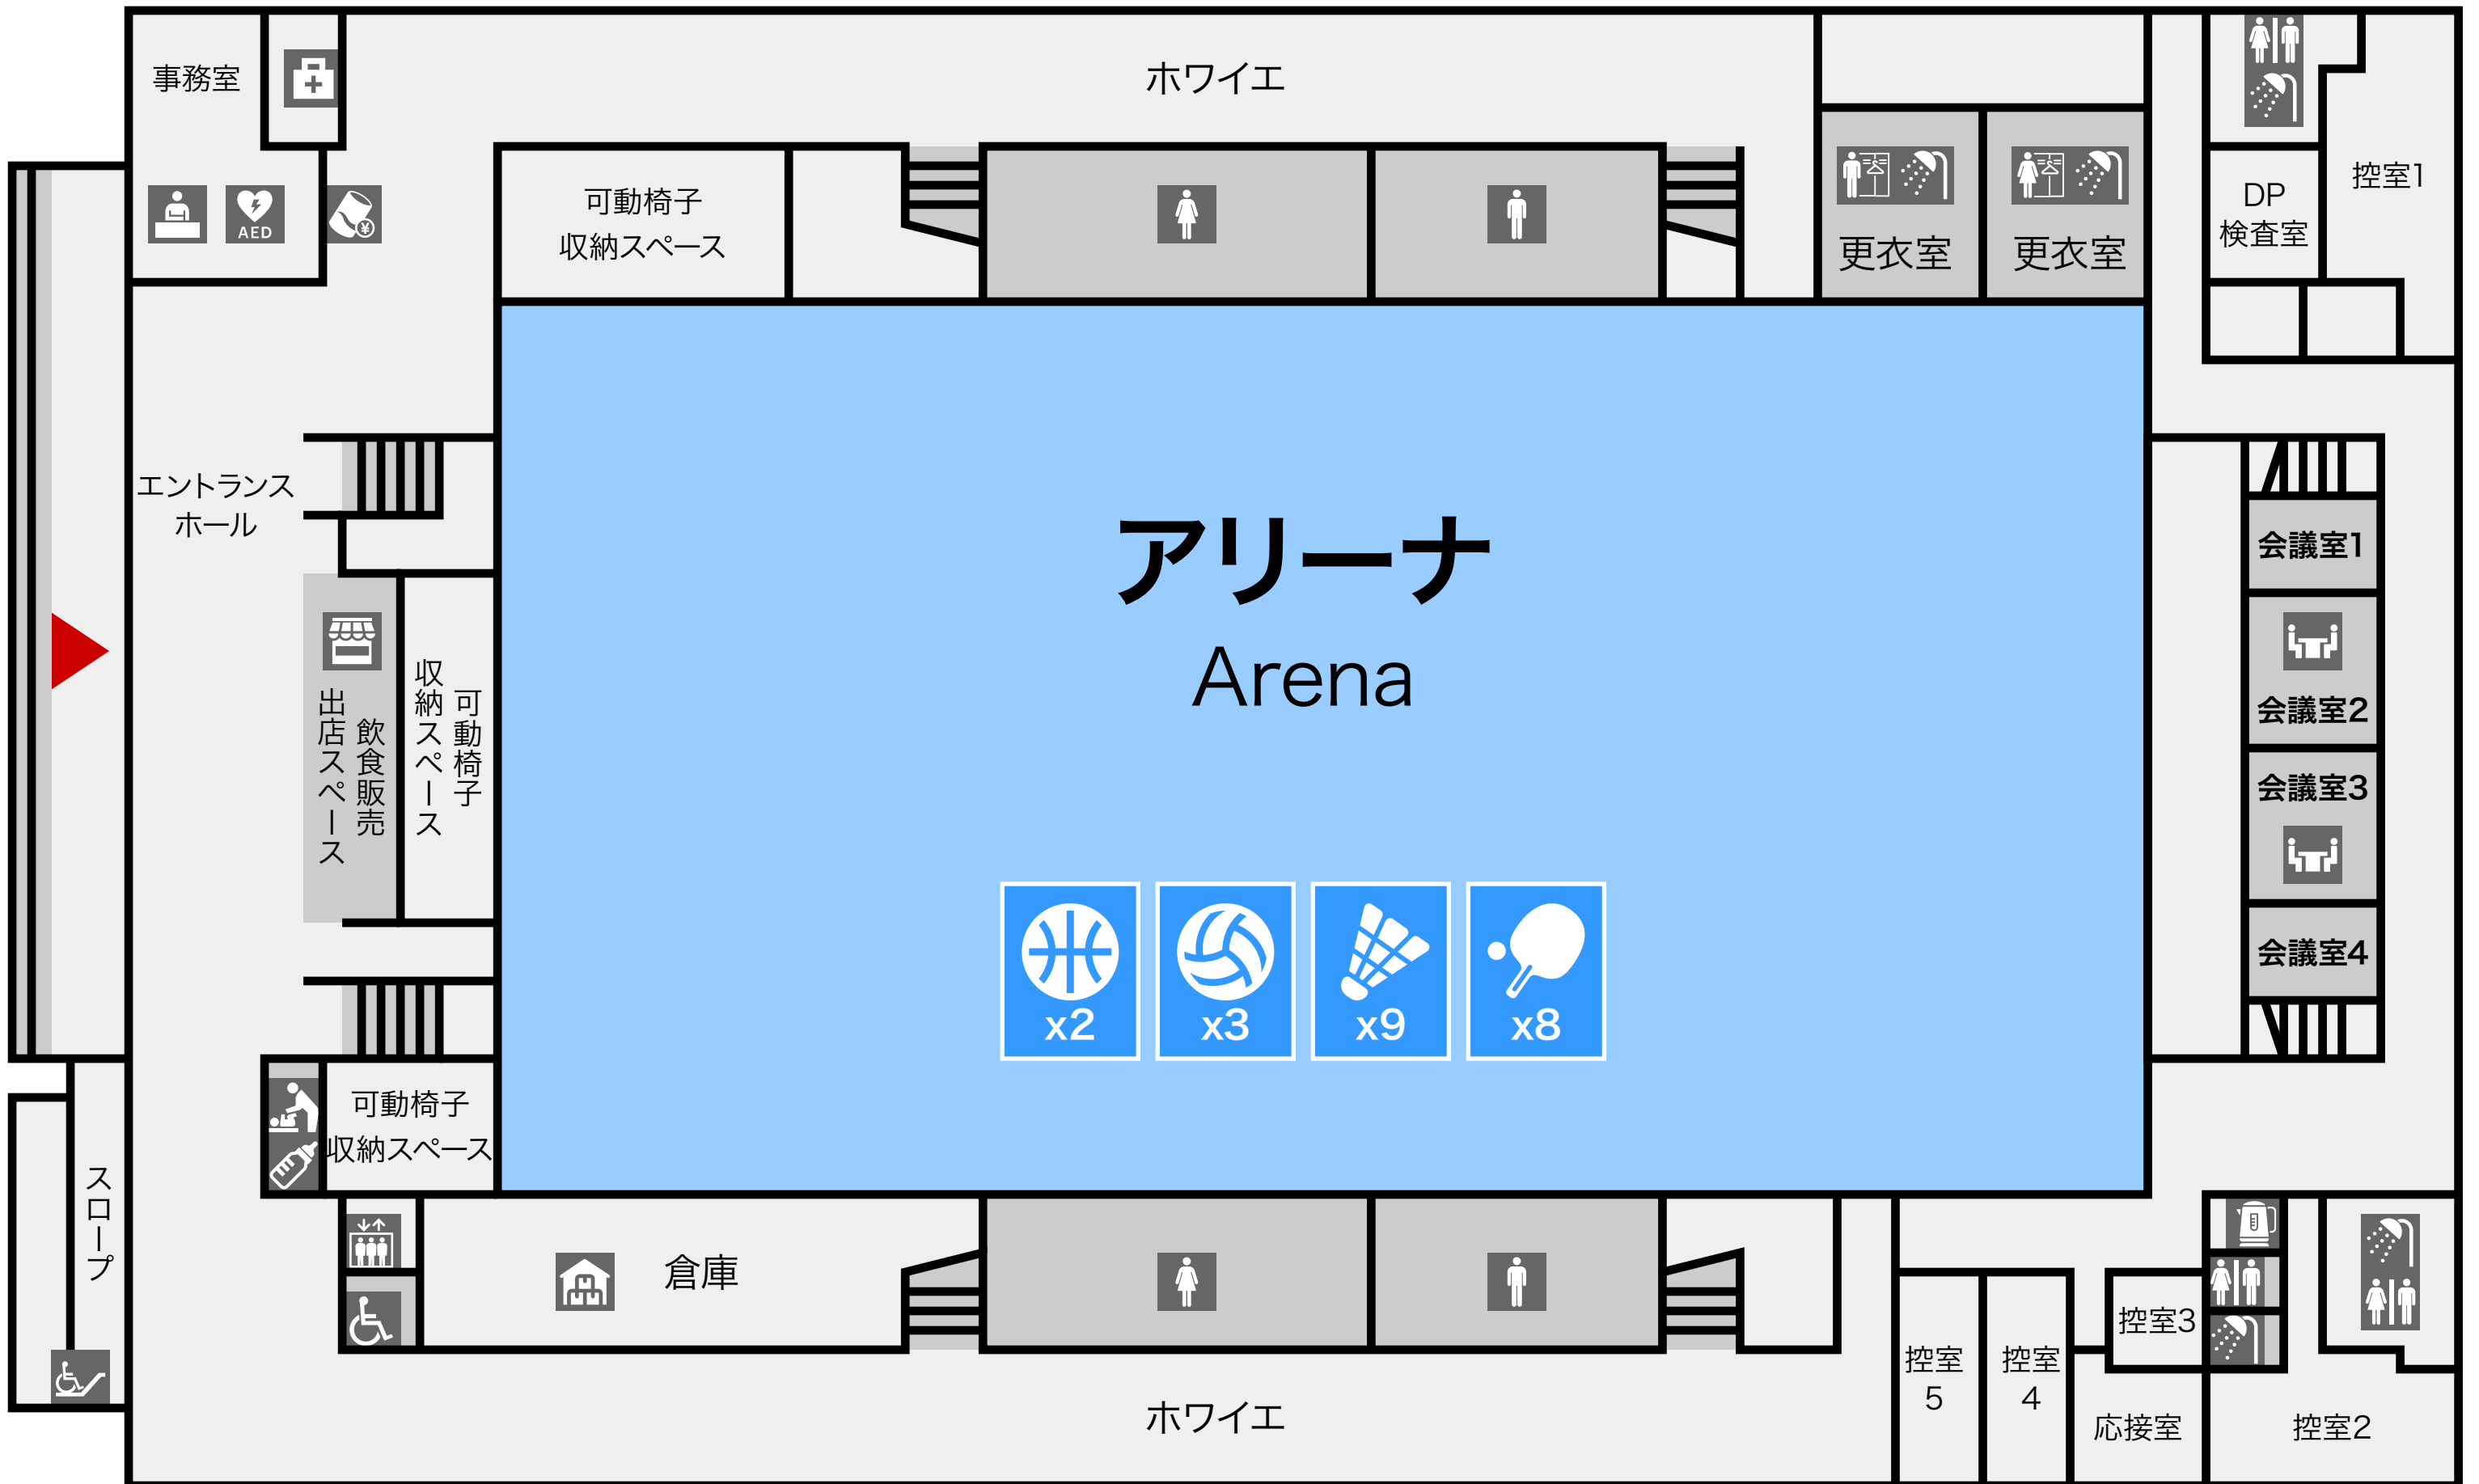 ホワイエ
事務室
AED
可動椅子
収納スペース
更衣室
更衣室
控室1
DP
検査室
エントランス
ホール
アリーナ
Arena
会議室1
会議室2
会議室3
会議室4
飲食販売
出店スペース
可動椅子
収納スペース
x2
x3
x9
x8
可動椅子
収納スペース
スロープ
倉庫
控室3
控室
5
控室
4
応接室
控室2
ホワイエ